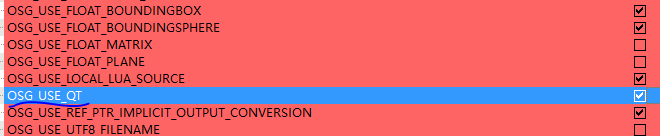 OSG_USE_FLOAT_BOUNDINGBOX
OSG_USE_FLOAT_BOUNDINGSPHERE
OSG_USE_FLOAT_MATRIX
OSG_USE_FLOAT_PLANE
OSG_USE_LOCAL_LUA_SOURCE
OSG_USE_QT
OSG_USE_REF_PTR_IMPLICIT_OUTPUT_CONVERSION
OSG_USE_UTF8_FILENAME